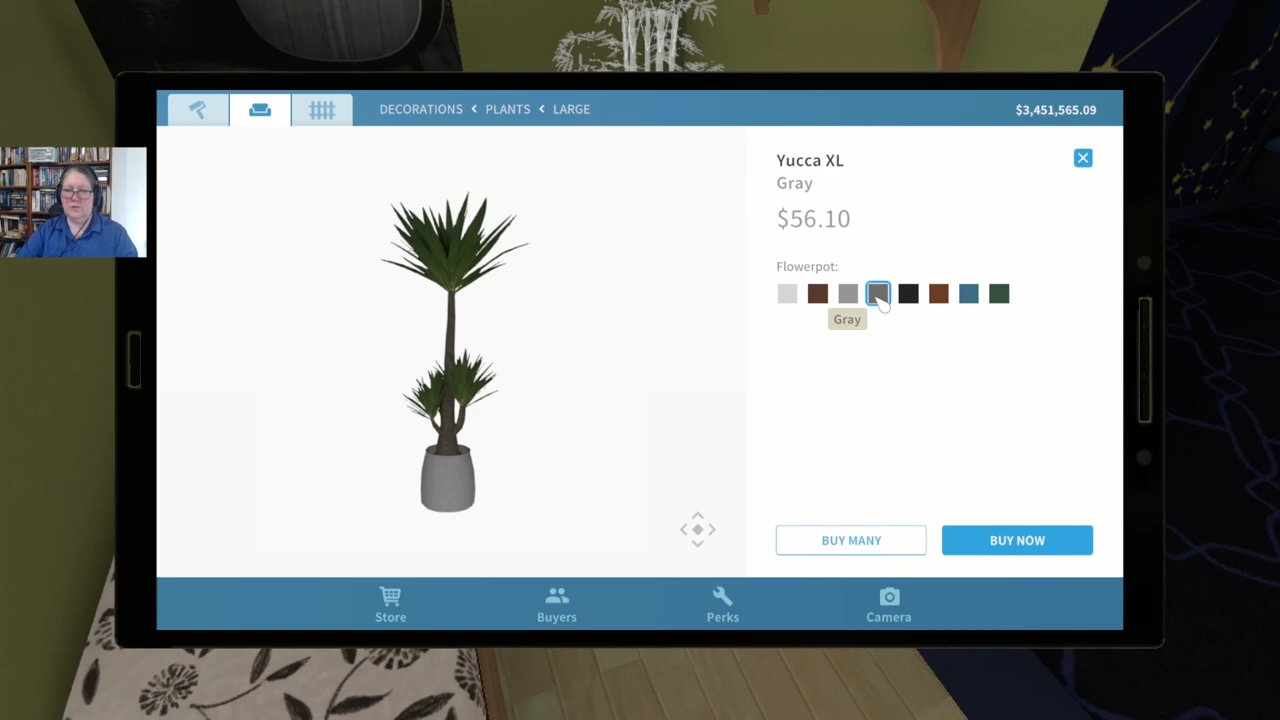 DECORATIONS < PLANTS < LARGE
$3,451,565.09
Yucca XL
Gray
$56.10
Flowerpot:
Gray
BUY MANY
BUY NOW
Store
Buyers
Perks
Camera